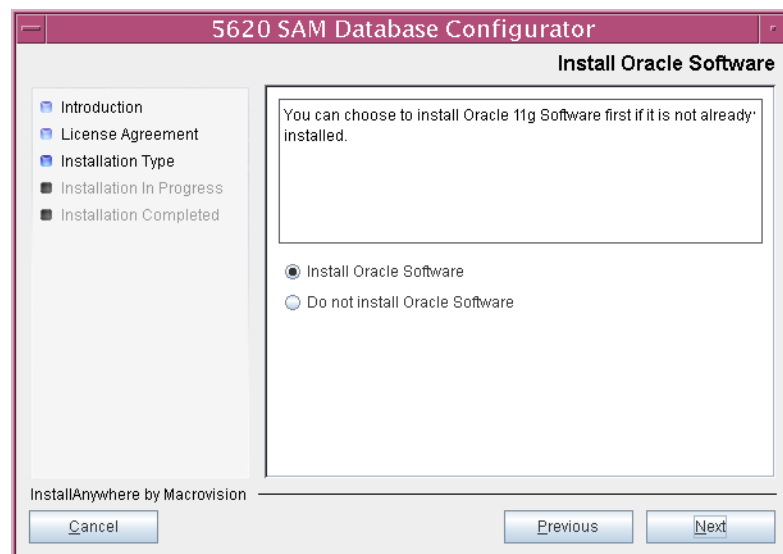 5620 SAM Database Configurator
Install Oracle Software
Introduction
License Agreement
Installation Type
Installation In Progress
Installation Completed
You can choose to install Oracle 11g Software first if it is not already
installed.
Install Oracle Software
Do not install Oracle Software
InstallAnywhere by Macrovision
Cancel
Previous
Next